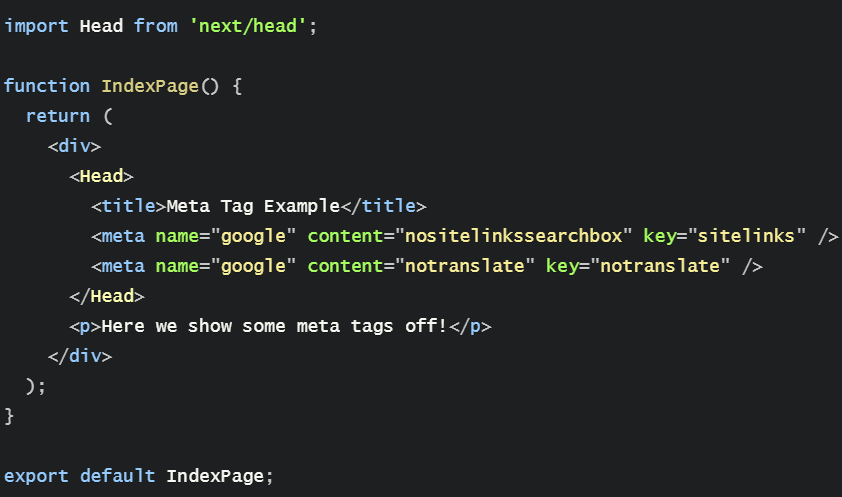 import Head from 'next/head';

function IndexPage() {
  return (
    <div>
      <Head>
        <title>Meta Tag Example</title>
        <meta name="google" content="nositelinkssearchbox" key="sitelinks" />
        <meta name="google" content="notranslate" key="notranslate" />
      </Head>
      <p>Here we show some meta tags off!</p>
    </div>
  );
}

export default IndexPage;